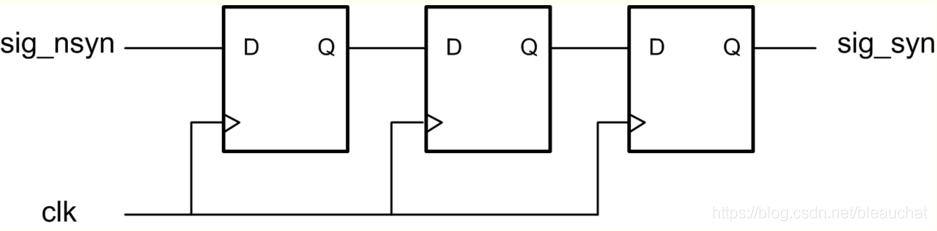 sig_nsyn D Q D Q D Q sig_syn
clk
https://blog.csdn.net/bleauchat